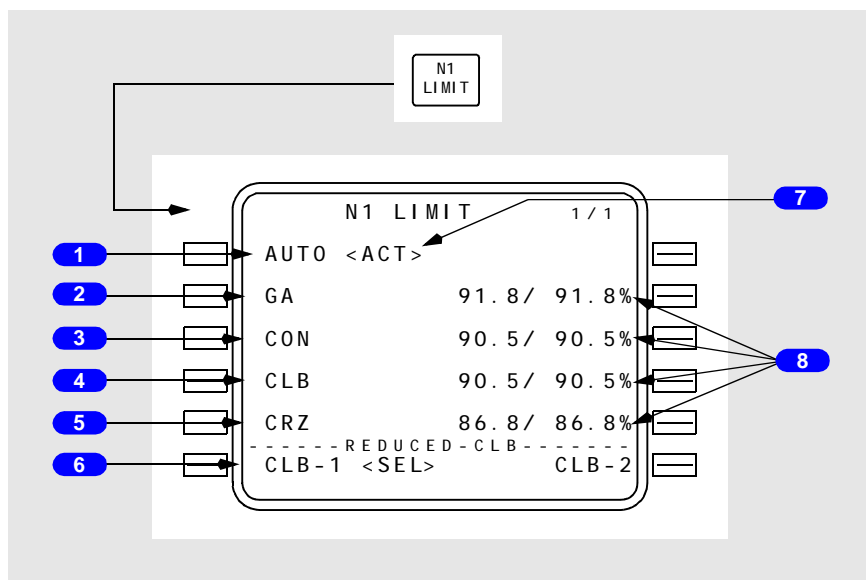 N1
LIMIT
N1 LIMIT 1/1
7
1 AUTO <ACT>
2 GA 91.8/ 91.8%
3 CON 90.5/ 90.5%
8
4 CLB 90.5/ 90.5%
5 CRZ 86.8/ 86.8%
------REDUCED-CLB-------
6 CLB-1 <SEL> CLB-2